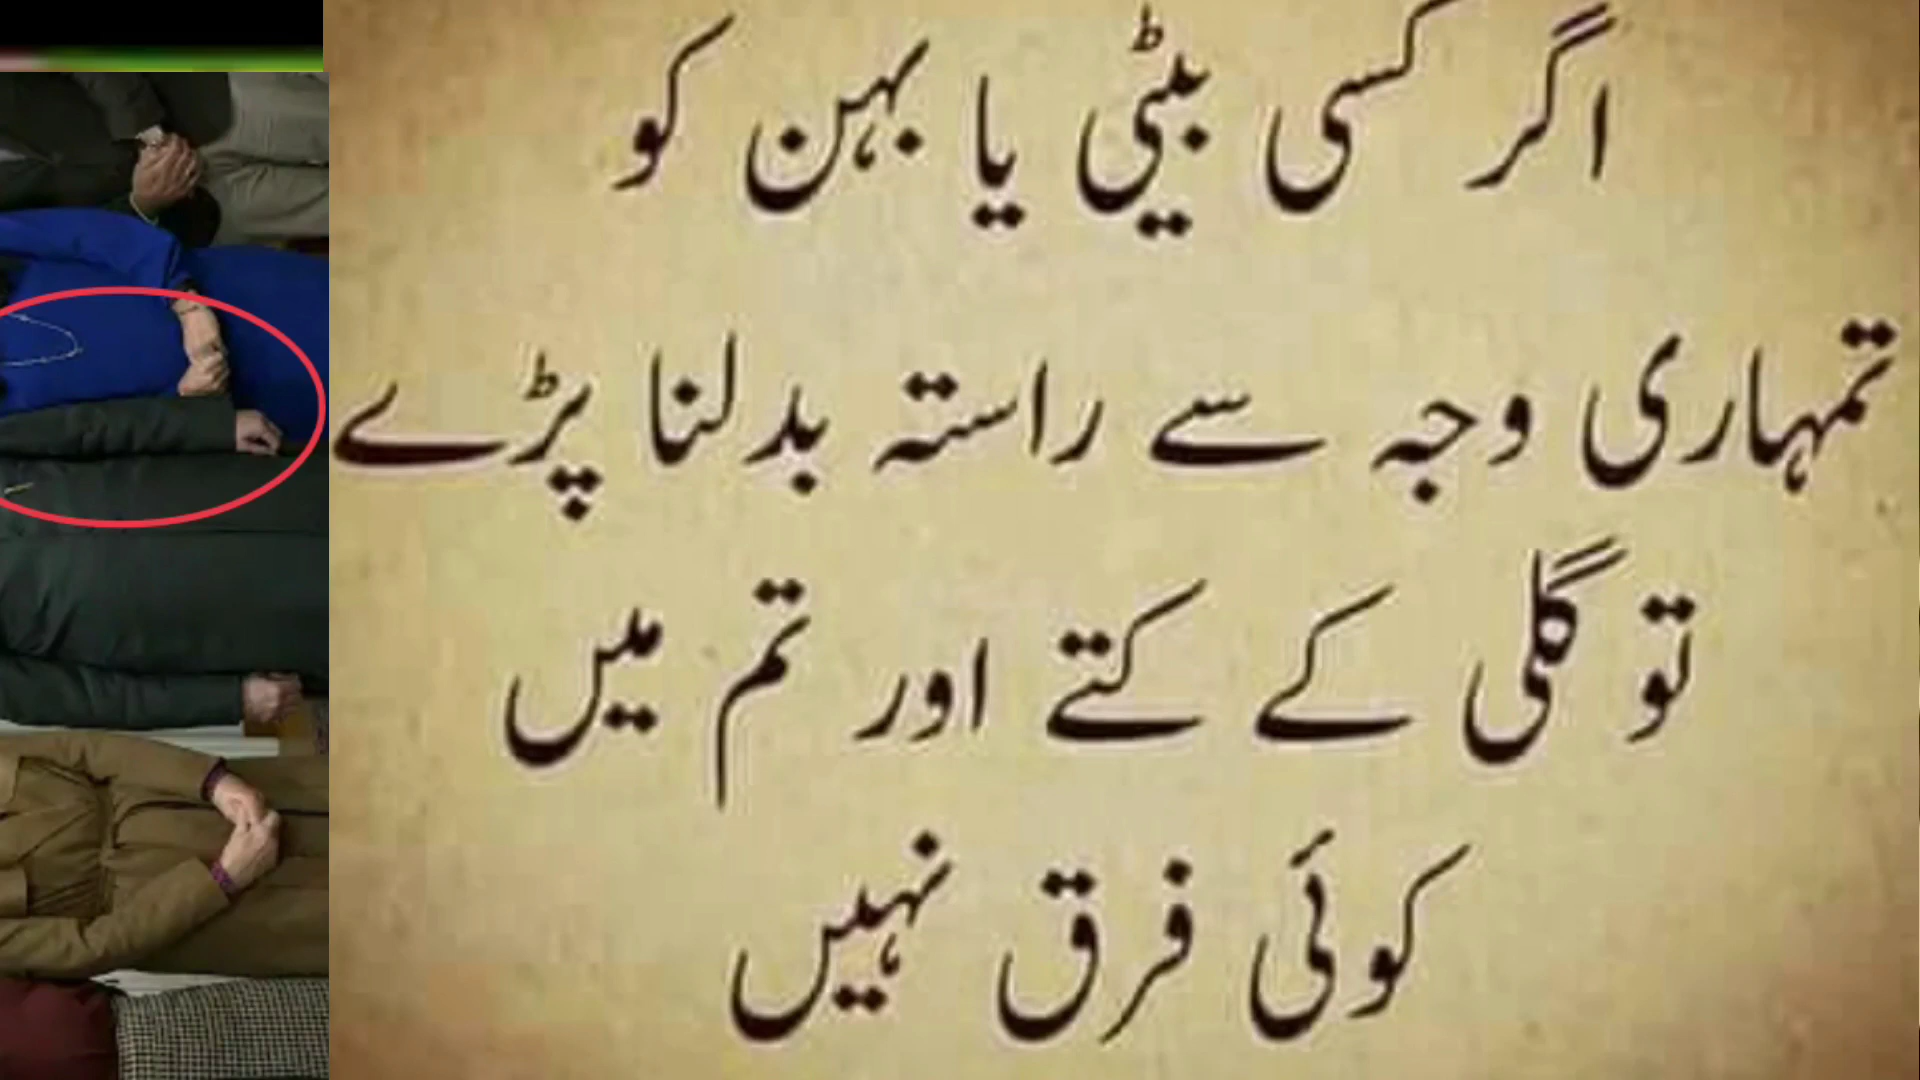 اگر کسی بیٹی یا بہن کو
تمہاری وجہ سے راستہ بدلنا پڑے
تو گلی کے کتے اور تم میں
کوئی فرق نہیں